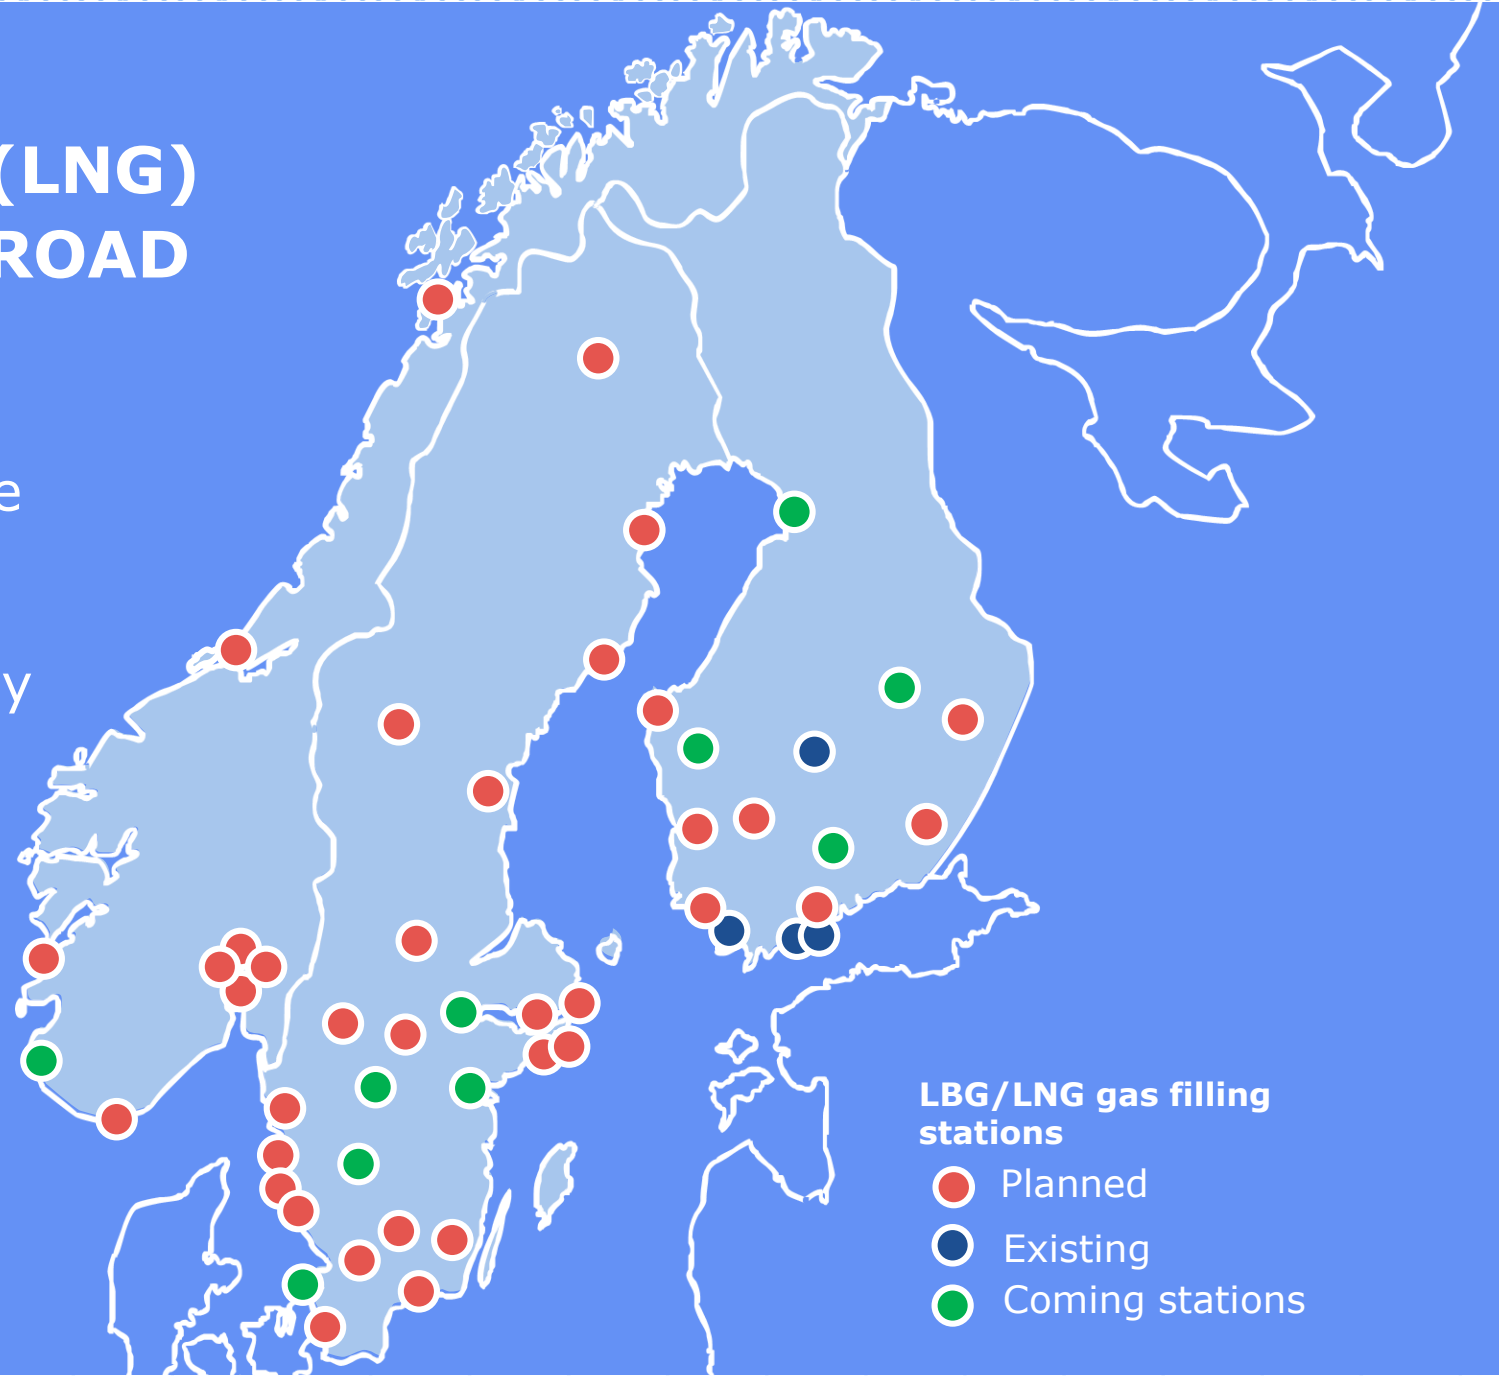 (LNG)
ROAD
e
y
LBG/LNG gas filling
stations
Planned
Existing
Coming stations